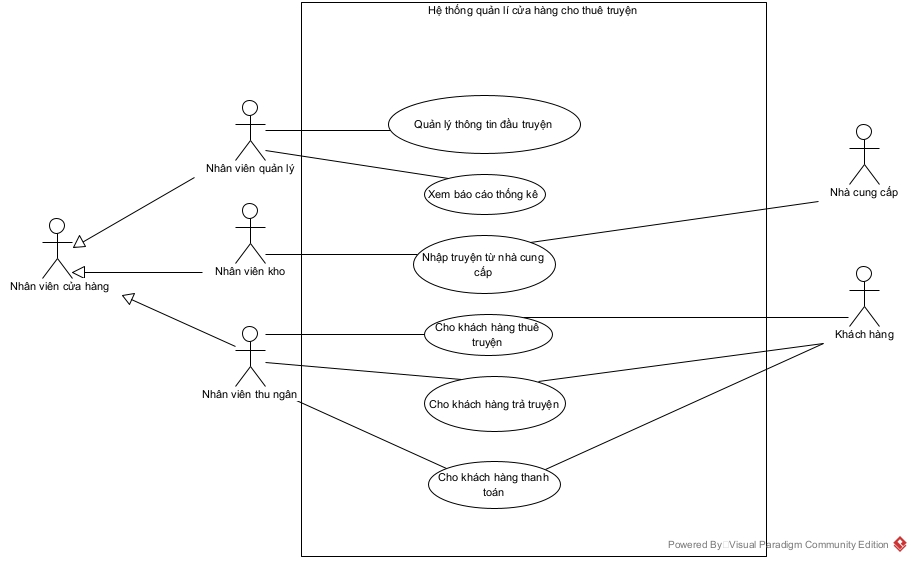 Hệ thống quản lí cửa hàng cho thuê truyện
Quản lý thông tin đầu truyện
Nhân viên quản lý
Nhà cung cấp
Xem báo cáo thống kê
Nhập truyện từ nhà cung
cấp
Nhân viên kho
Nhân viên cửa hàng
Cho khách hàng thuê
truyện
Khách hàng
Nhân viên thu ngân
Cho khách hàng trả truyện
Cho khách hàng thanh
toán
Powered By Visual Paradigm Community Edition